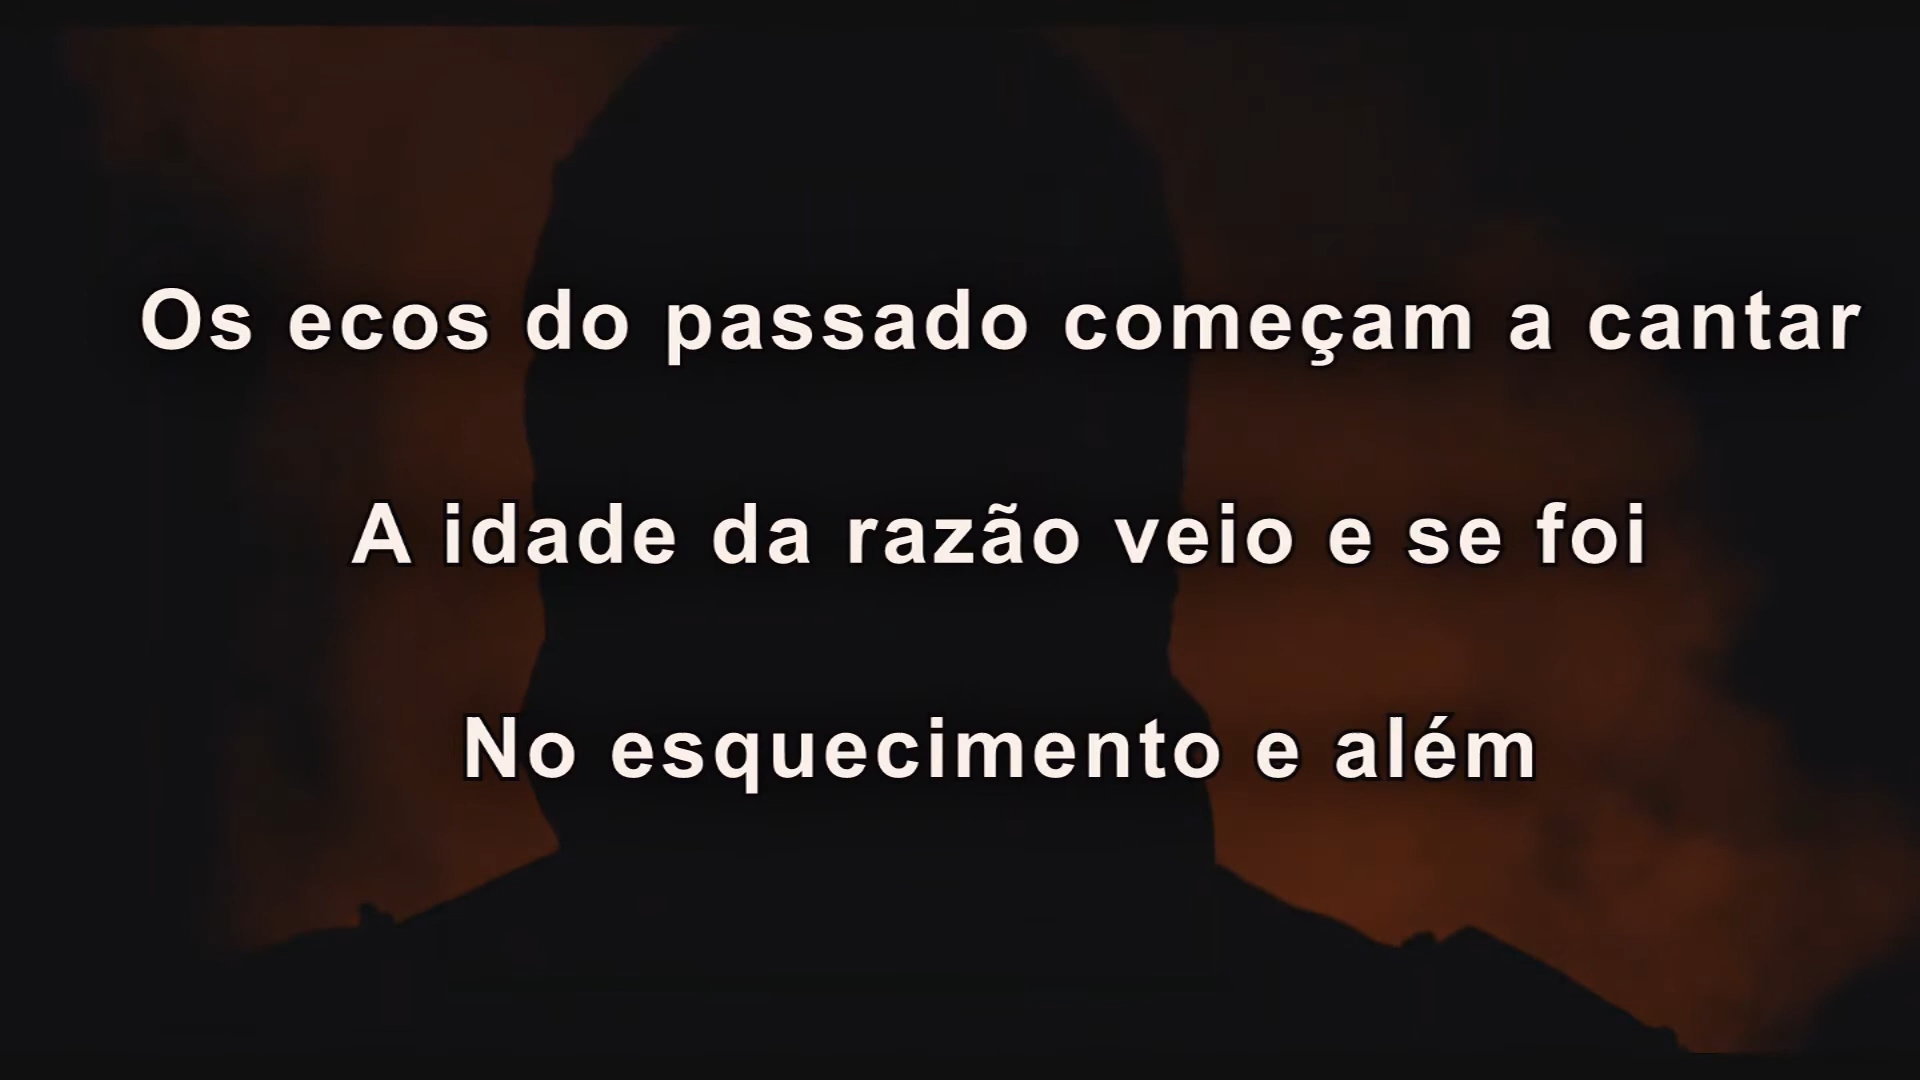 Os ecos do passado começam a cantar
A idade da razão veio e se foi
No esquecimento e além